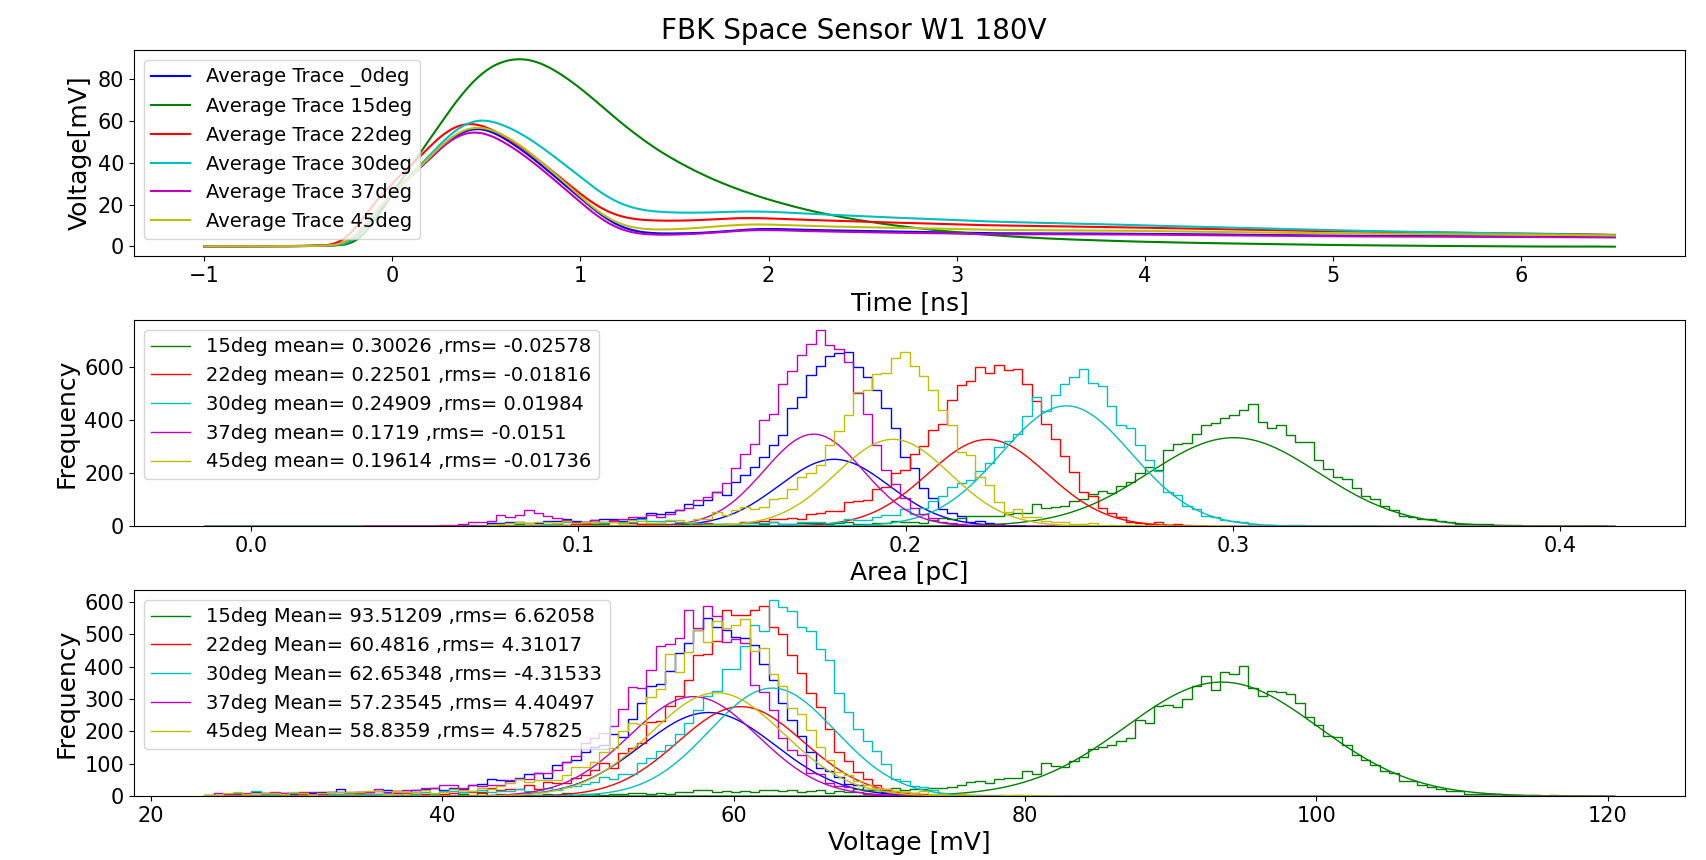 FBK Space Sensor W1 180V
Voltage[mV]
80
60
40
20
0
Average Trace _0deg
Average Trace 15deg
Average Trace 22deg
Average Trace 30deg
Average Trace 37deg
Average Trace 45deg
−1 0 1 2 3 4 5 6
Time [ns]
Frequency
600
400
200
0
15deg mean= 0.30026 ,rms= -0.02578
22deg mean= 0.22501 ,rms= -0.01816
30deg mean= 0.24909 ,rms= 0.01984
37deg mean= 0.1719 ,rms= -0.0151
45deg mean= 0.19614 ,rms= -0.01736
0.0 0.1 0.2 0.3 0.4
Area [pC]
Frequency
600
500
400
300
200
100
0
15deg Mean= 93.51209 ,rms= 6.62058
22deg Mean= 60.4816 ,rms= 4.31017
30deg Mean= 62.65348 ,rms= -4.31533
37deg Mean= 57.23545 ,rms= 4.40497
45deg Mean= 58.8359 ,rms= 4.57825
20 40 60 80 100 120
Voltage [mV]